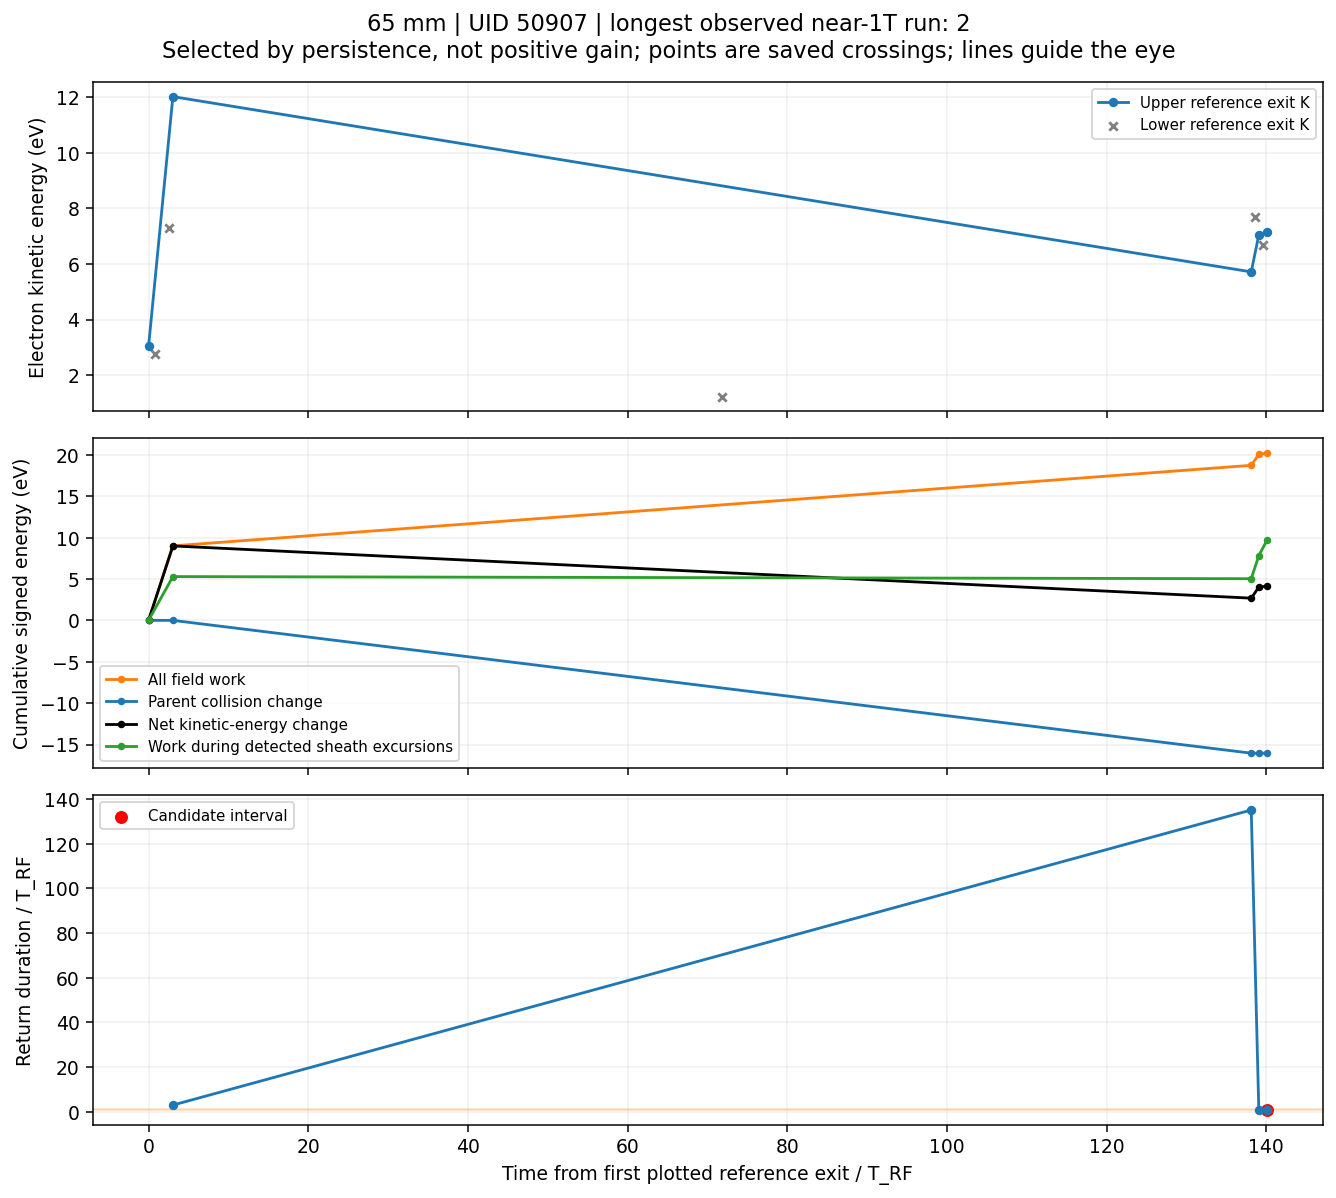 65 mm | UID 50907 | longest observed near-1T run: 2
Selected by persistence, not positive gain; points are saved crossings; lines guide the eye
Electron kinetic energy (eV)
12
10
8
6
4
2
Upper reference exit K
Lower reference exit K
Cumulative signed energy (eV)
20
15
10
5
0
−5
−10
−15
All field work
Parent collision change
Net kinetic-energy change
Work during detected sheath excursions
Return duration / T_RF
140
120
100
80
60
40
20
0
Candidate interval
0
20
40
60
80
100
120
140
Time from first plotted reference exit / T_RF